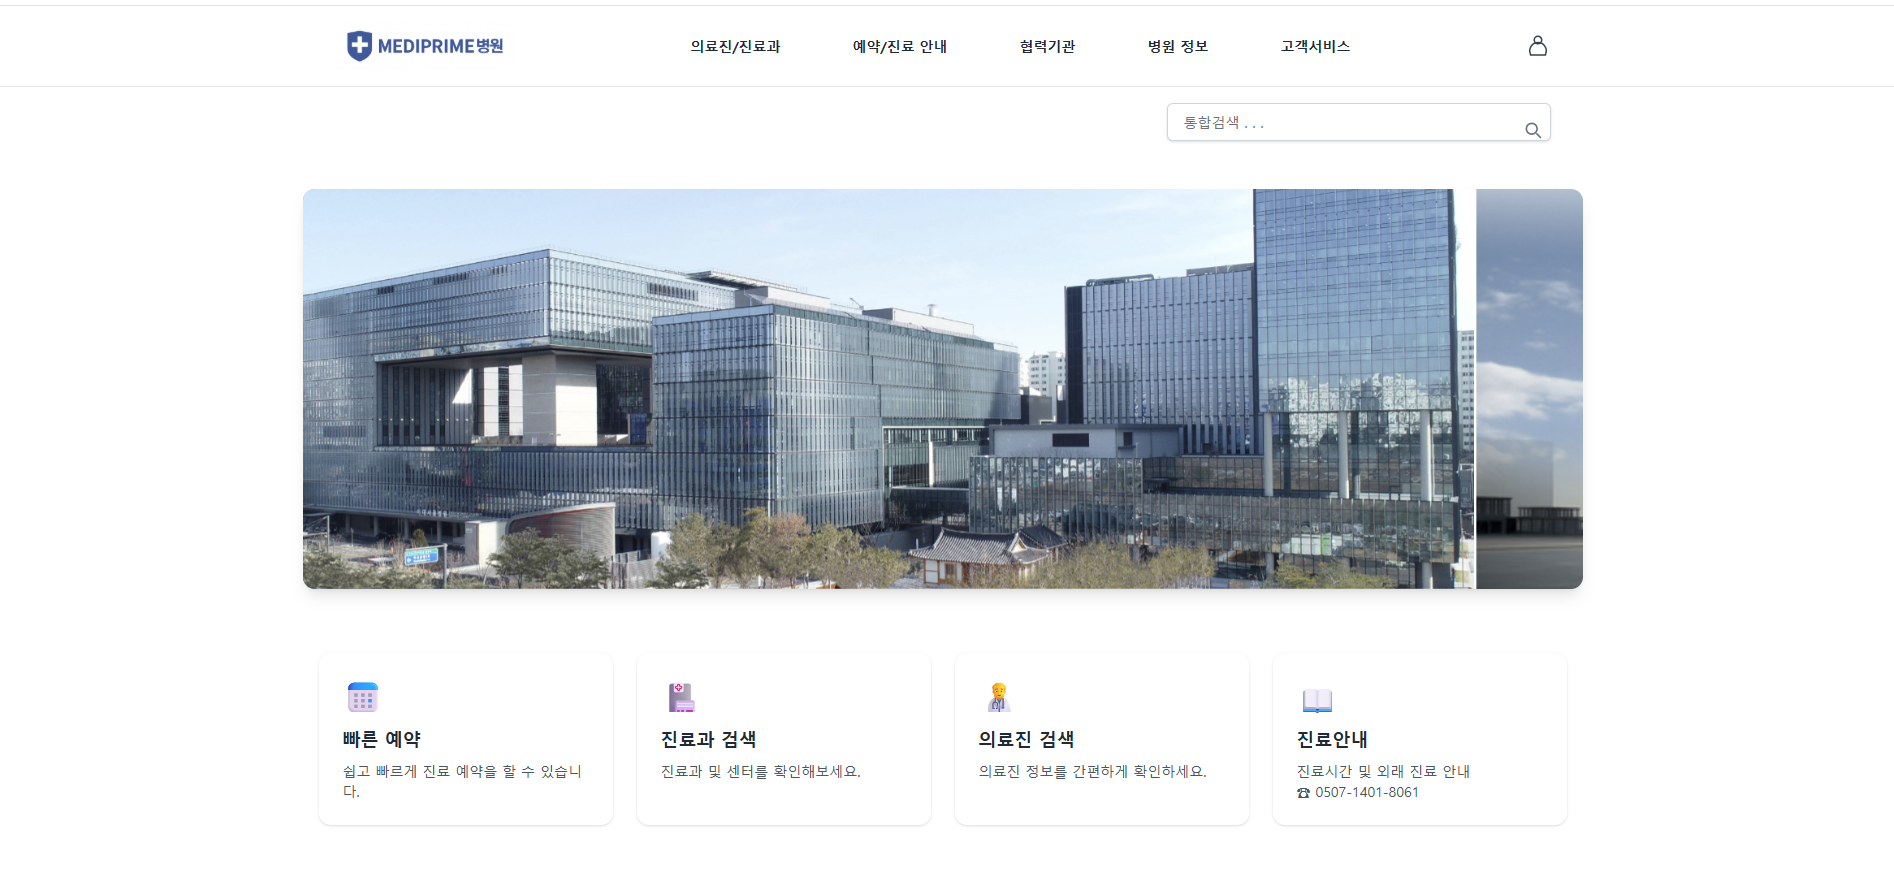 MEDIPRIME병원
의료진/진료과
예약/진료 안내
협력기관
병원 정보
고객서비스
통합검색 . . .
빠른 예약
쉽고 빠르게 진료 예약을 할 수 있습니
다.
진료과 검색
진료과 및 센터를 확인해보세요.
의료진 검색
의료진 정보를 간편하게 확인하세요.
진료안내
진료시간 및 외래 진료 안내
☎ 0507-1401-8061